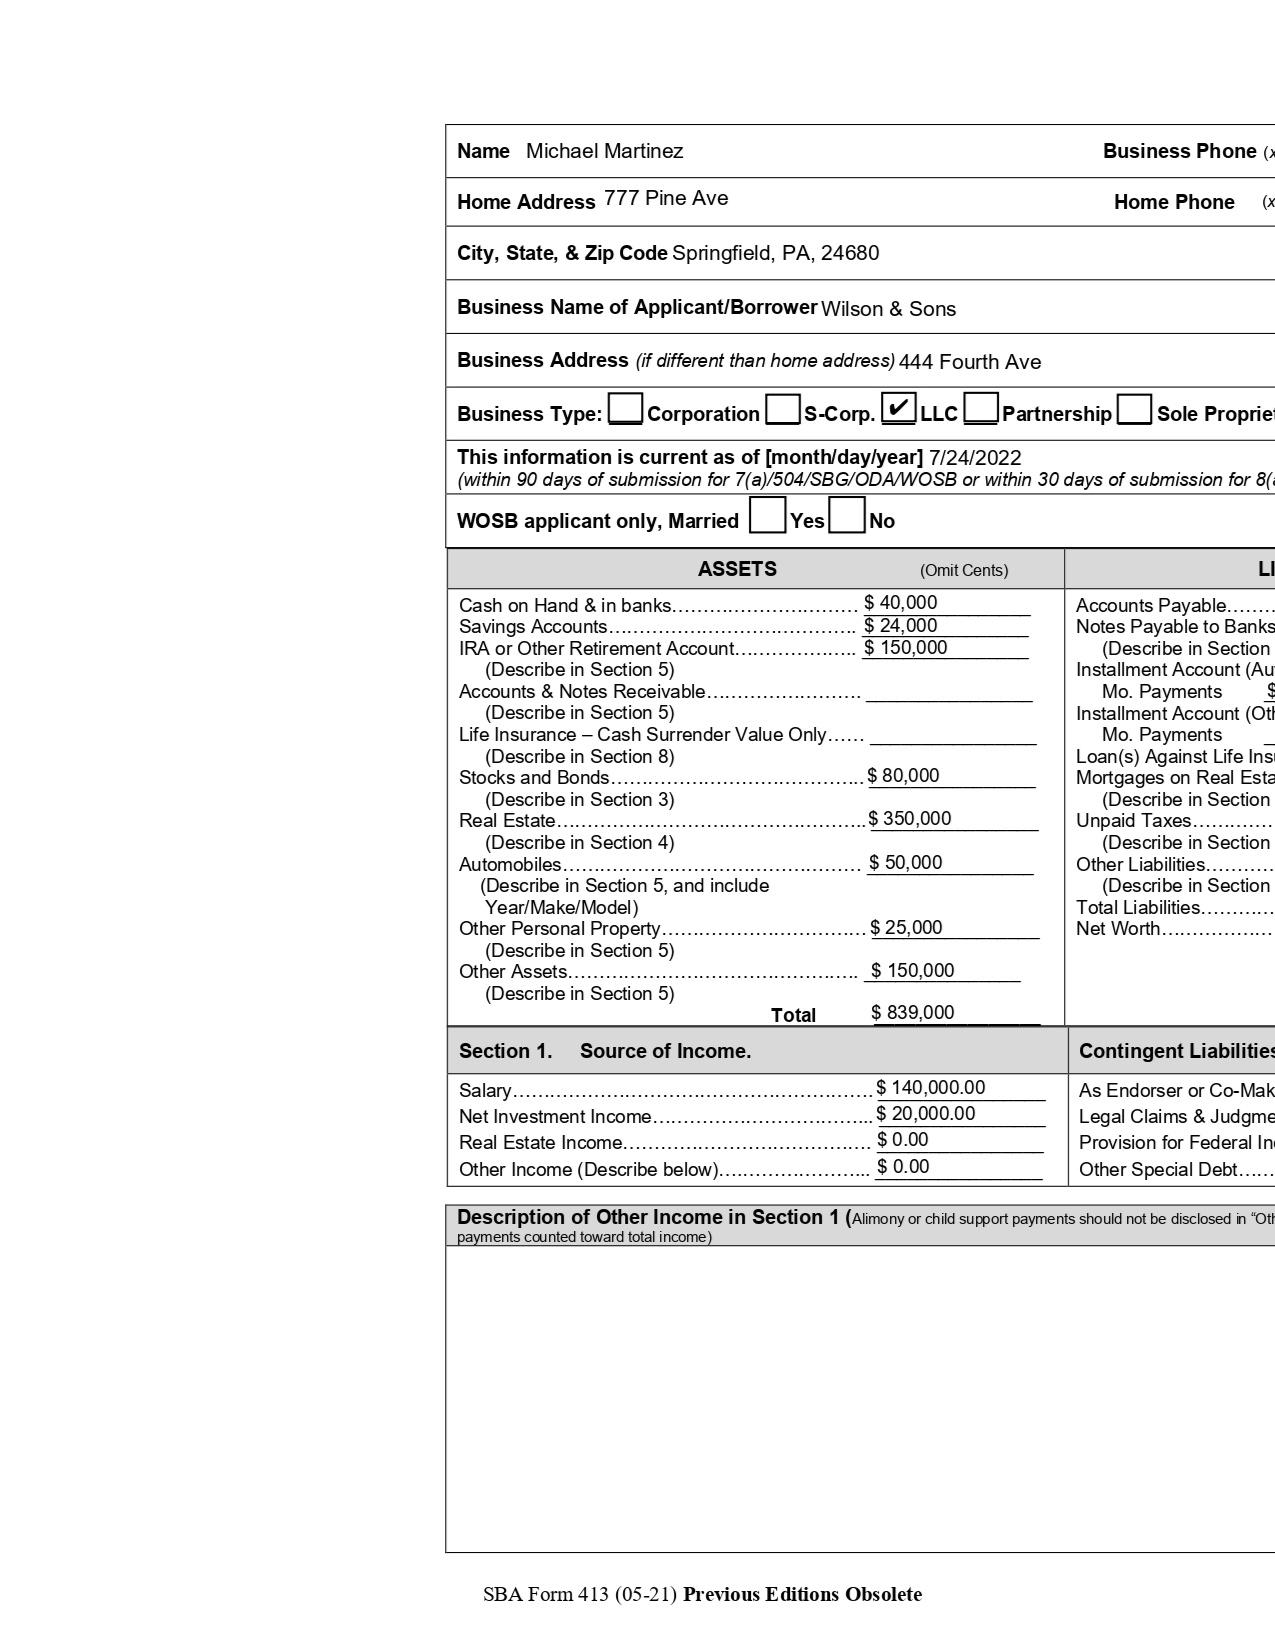 Name Michael Martinez Business Phone (x
Home Address 777 Pine Ave Home Phone (x
City, State, & Zip Code Springfield, PA, 24680
Business Name of Applicant/Borrower Wilson & Sons
Business Address (if different than home address) 444 Fourth Ave
Business Type: Corporation S-Corp. ✔ LLC Partnership Sole Propriet
This information is current as of [month/day/year] 7/24/2022
(within 90 days of submission for 7(a)/504/SBG/ODA/WOSB or within 30 days of submission for 8(a
WOSB applicant only, Married Yes No
ASSETS (Omit Cents) LI
Cash on Hand & in banks……………………… $ 40,000 Accounts Payable……
Savings Accounts……………………………… $ 24,000 Notes Payable to Banks
IRA or Other Retirement Account……………… $ 150,000 (Describe in Section
(Describe in Section 5) Installment Account (Au
Accounts & Notes Receivable………………… Mo. Payments $
(Describe in Section 5) Installment Account (Oth
Life Insurance – Cash Surrender Value Only…… Mo. Payments
(Describe in Section 8) Loan(s) Against Life Ins
Stocks and Bonds……………………………… $ 80,000 Mortgages on Real Esta
(Describe in Section 3) (Describe in Section
Real Estate……………………………………… $ 350,000 Unpaid Taxes………
(Describe in Section 4) (Describe in Section
Automobiles…………………………………… $ 50,000 Other Liabilities………
(Describe in Section 5, and include (Describe in Section
Year/Make/Model) Total Liabilities………
Other Personal Property……………………… $ 25,000 Net Worth……………
(Describe in Section 5)
Other Assets…………………………………… $ 150,000
(Describe in Section 5)
Total $ 839,000
Section 1. Source of Income. Contingent Liabilities
Salary…………………………………………… $ 140,000.00 As Endorser or Co-Mak
Net Investment Income……………………… $ 20,000.00 Legal Claims & Judgme
Real Estate Income…………………………… $ 0.00 Provision for Federal In
Other Income (Describe below)……………… $ 0.00 Other Special Debt……
Description of Other Income in Section 1 (Alimony or child support payments should not be disclosed in “Oth
payments counted toward total income)
SBA Form 413 (05-21) Previous Editions Obsolete